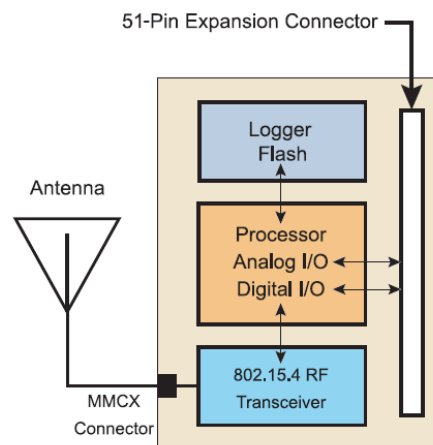 51-Pin Expansion Connector
Logger
Flash
Antenna
Processor
Analog I/O
Digital I/O
802.15.4 RF
Transceiver
MMCX
Connector